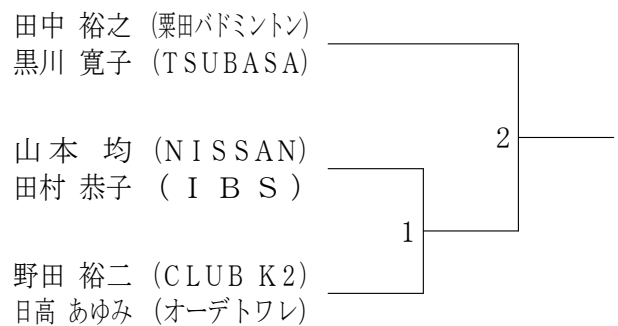 田中 裕之 (粟田バドミントン)
黒川 寛子 (TSUBASA)
2
山本 均 (NISSAN)
田村 恭子 (IBS)
1
野田 裕二 (CLUB K2)
日高 あゆみ (オーデトワレ)